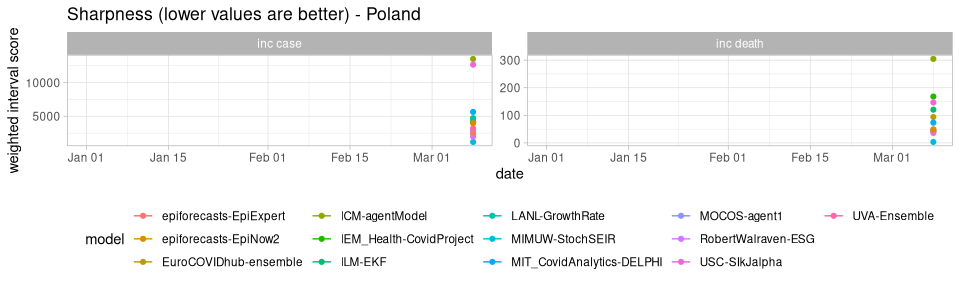 Sharpness (lower values are better) - Poland
inc case
inc death
weighted interval score
10000
5000
300
200
100
0
Jan 01
Jan 15
Feb 01
Feb 15
Mar 01
Jan 01
Jan 15
Feb 01
Feb 15
Mar 01
date
model
epiforecasts-EpiExpert
ICM-agentModel
LANL-GrowthRate
MOCOS-agent1
UVA-Ensemble
epiforecasts-EpiNow2
IEM_Health-CovidProject
MIMUW-StochSEIR
RobertWalraven-ESG
EuroCOVIDhub-ensemble
ILM-EKF
MIT_CovidAnalytics-DELPHI
USC-SIkJalpha